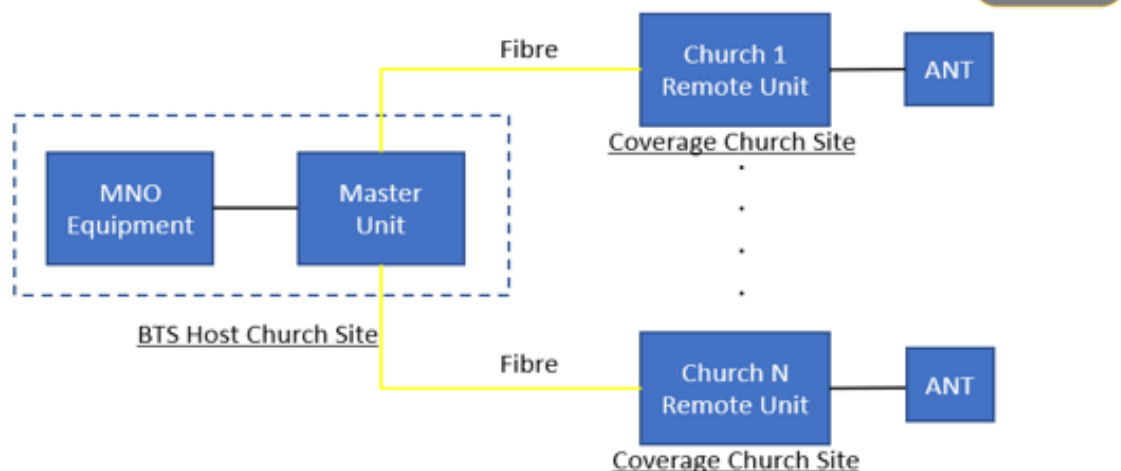 Fibre
Church 1
Remote Unit
ANT
Coverage Church Site
MNO
Equipment
Master
Unit
BTS Host Church Site
Fibre
Church N
Remote Unit
ANT
Coverage Church Site